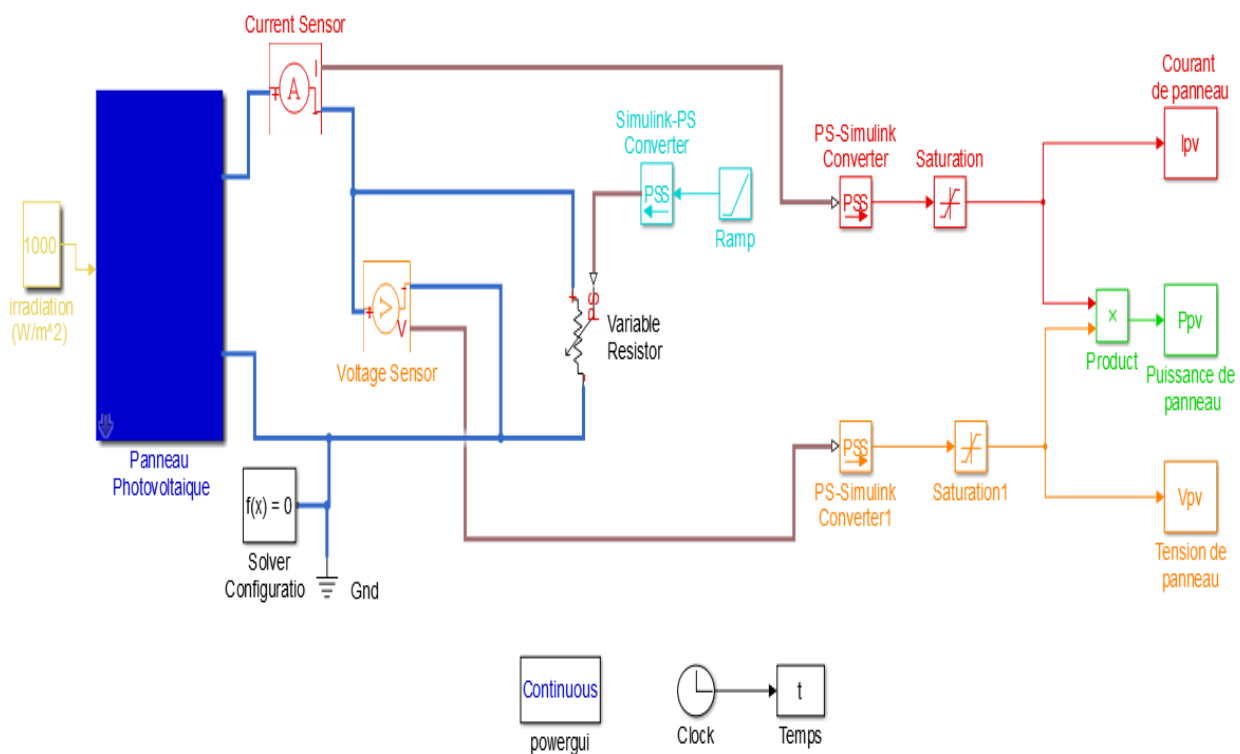 Current Sensor
A
I
+
-
Courant
de panneau
Ipv
Simulink-PS
Converter
PSS
Ramp
PS-Simulink
Converter
PSS
Saturation
1000
irradiation
(W/m^2)
+
-
V
V
Voltage Sensor
+
PS
-
Variable
Resistor
×
Product
Ppv
Puissance de
panneau
Panneau
Photovoltaique
f(x) = 0
Solver
Configuratio
Gnd
PSS
PS-Simulink
Converter1
Saturation1
Vpv
Tension de
panneau
Continuous
powergui
Clock
t
Temps